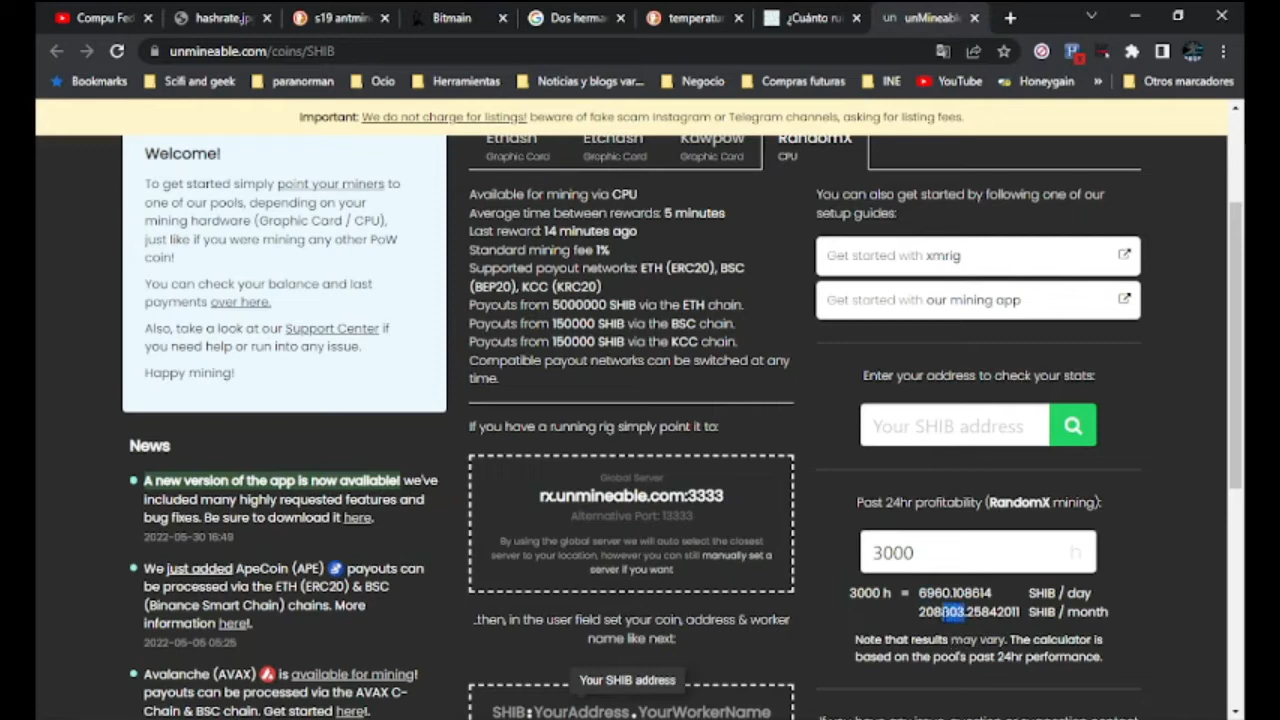 Compu Fed
hashrate.jp
s19 antmin
Bitmain
Dos herma
temperatu
¿Cuánto ru
un unMineable
unmineable.com/coins/SHIB
Bookmarks
Scifi and geek
paranorman
Ocio
Herramientas
Noticias y blogs var...
Negocio
Compras futuras
INE
YouTube
Honeygain
»
Otros marcadores
Important: We do not charge for listings! beware of fake scam Instagram or Telegram channels, asking for listing fees.
Welcome!
To get started simply point your miners to
one of our pools, depending on your
mining hardware (Graphic Card / CPU),
just like if you were mining any other PoW
coin!
You can check your balance and last
payments over here.
Also, take a look at our Support Center if
you need help or run into any issue.
Happy mining!
News
A new version of the app is now available! we've
included many highly requested features and
bug fixes. Be sure to download it here.
2022-05-30 16:49
We just added ApeCoin (APE) payouts can
be processed via the ETH (ERC20) & BSC
(Binance Smart Chain) chains. More
information here!.
2022-05-05 05:25
Avalanche (AVAX) is available for mining!
payouts can be processed via the AVAX C-
Chain & BSC chain. Get started here!.
Ethash
Etchash
Kawpow
RandomX
Graphic Card
Graphic Card
Graphic Card
CPU
Available for mining via CPU
Average time between rewards: 5 minutes
Last reward: 14 minutes ago
Standard mining fee 1%
Supported payout networks: ETH (ERC20), BSC
(BEP20), KCC (KRC20)
Payouts from 5000000 SHIB via the ETH chain.
Payouts from 150000 SHIB via the BSC chain.
Payouts from 150000 SHIB via the KCC chain.
Compatible payout networks can be switched at any
time.
If you have a running rig simply point it to:
Global Server
rx.unmineable.com:3333
Alternative Port: 13333
By using the global server we will auto select the closest
server to your location, however you can still manually set a
server if you want
..then, in the user field set your coin, address & worker
name like next:
Your SHIB address
SHIB:YourAddress.YourWorkerName
You can also get started by following one of our
setup guides:
Get started with xmrig
Get started with our mining app
Enter your address to check your stats:
Your SHIB address
Past 24hr profitability (RandomX mining):
3000 h
3000 h = 6960.108614 SHIB / day
208803.25842011 SHIB / month
Note that results may vary. The calculator is
based on the pool's past 24hr performance.